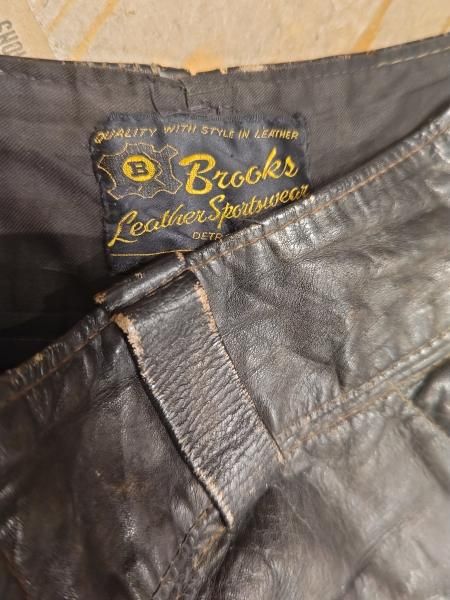 QUALITY WITH STYLE IN LEATHER
B
Brooks
Leather Sportswear